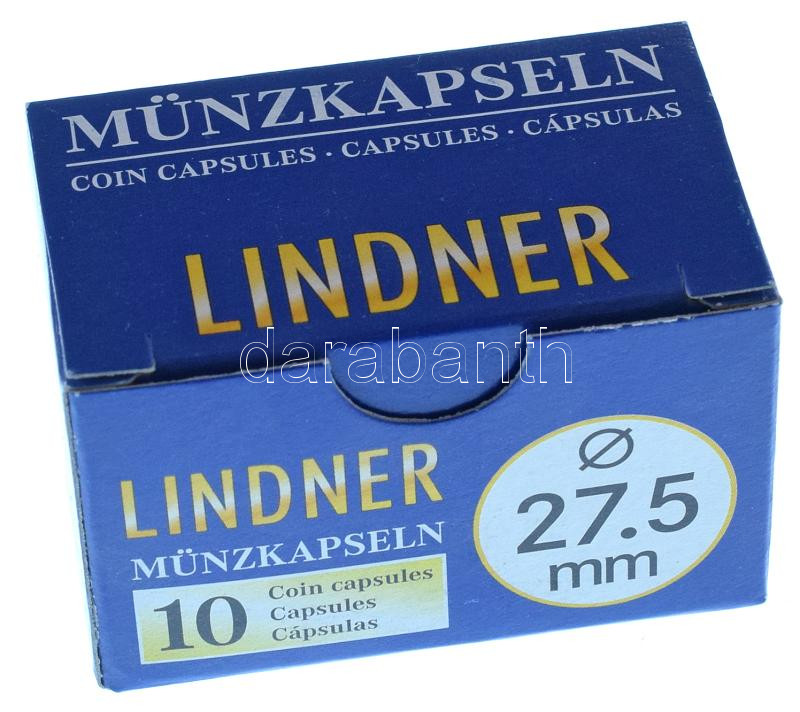 MÜNZKAPSELN
COIN CAPSULES · CAPSULES · CÁPSULAS
LINDNER
darabanth
LINDNER
MÜNZKAPSELN
10
Coin capsules
Capsules
Cápsulas
Ø
27.5
mm